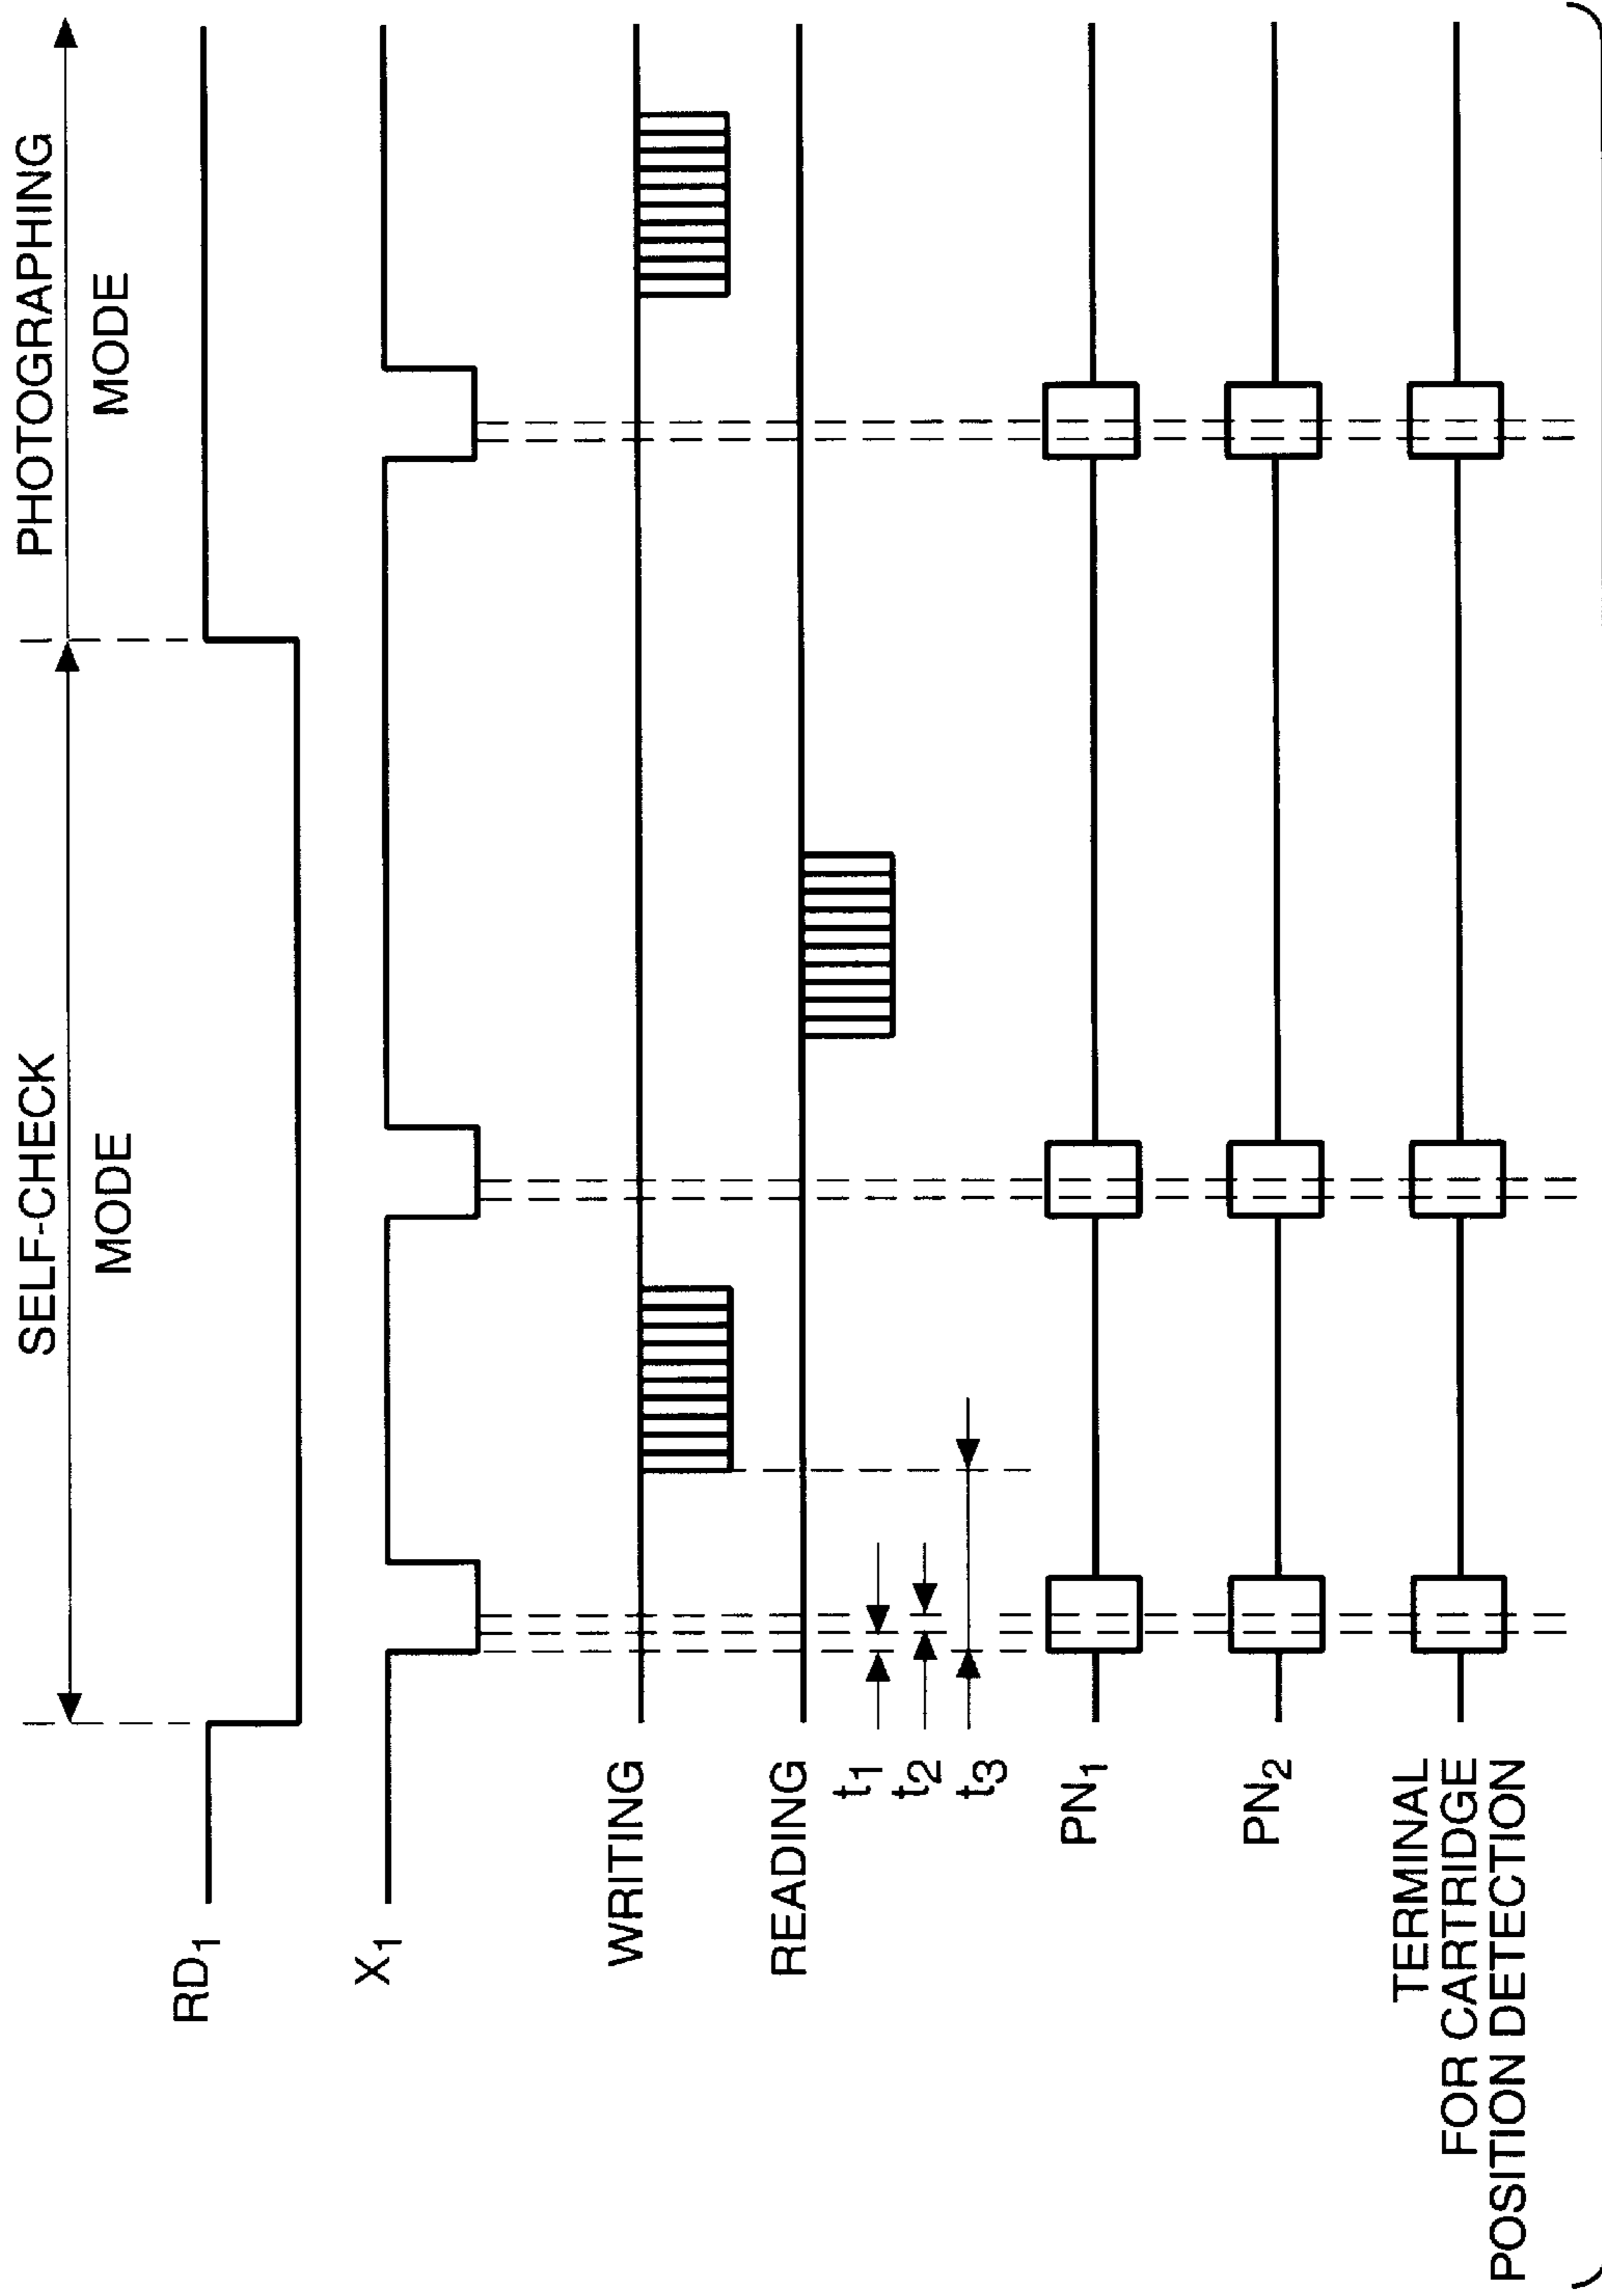 SELF-CHECK
MODE
PHOTOGRAPHING
MODE
RD1
X1
WRITING
READING
t1
t2
t3
PN1
PN2
TERMINAL
FOR CARTRIDGE
POSITION DETECTION